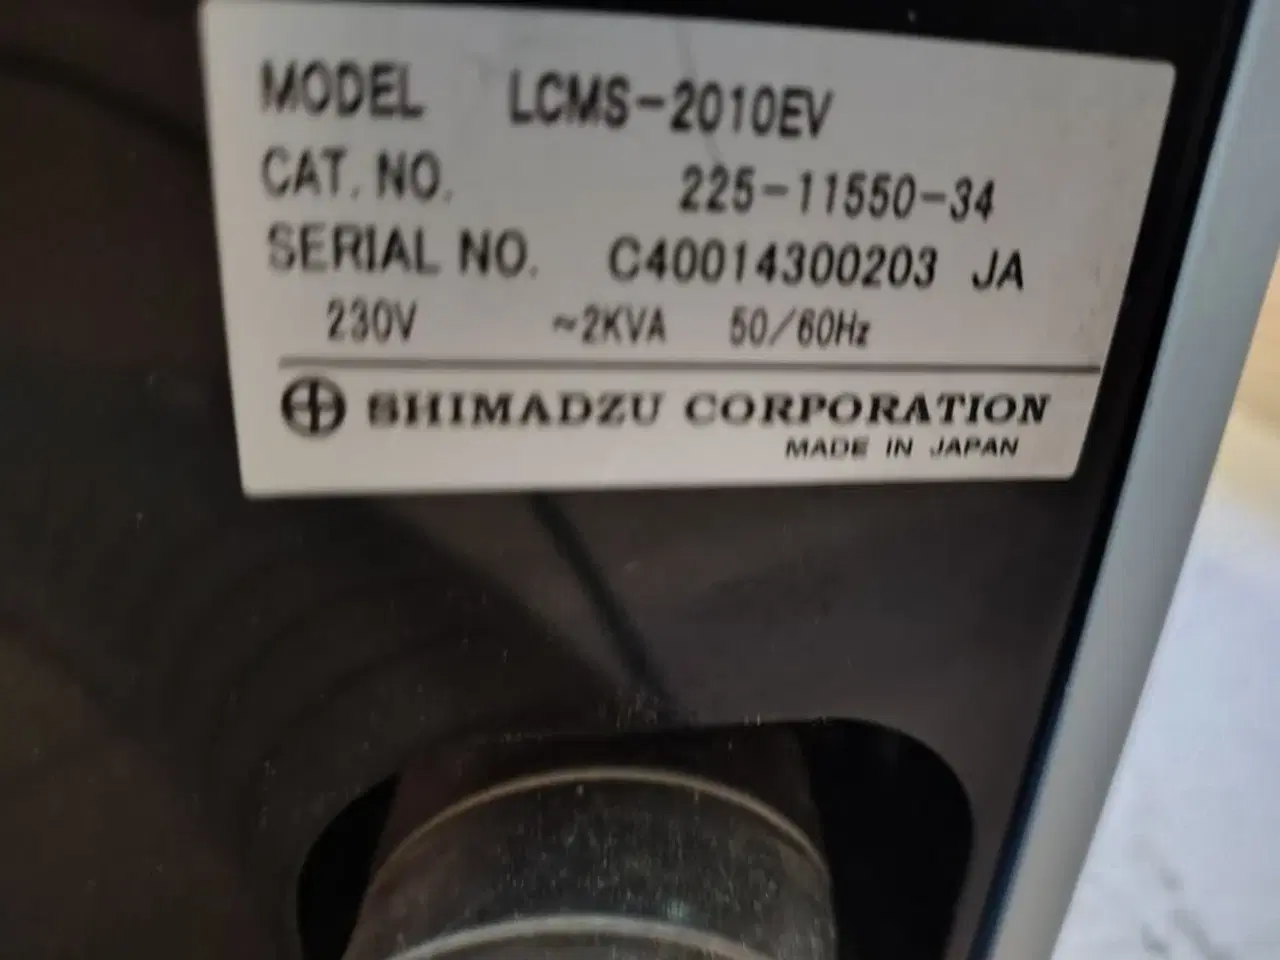 MODEL LCMS-2010EV
CAT. NO. 225-11550-34
SERIAL NO. C40014300203 JA
230V ~2KVA 50/60Hz
SHIMADZU CORPORATION
MADE IN JAPAN